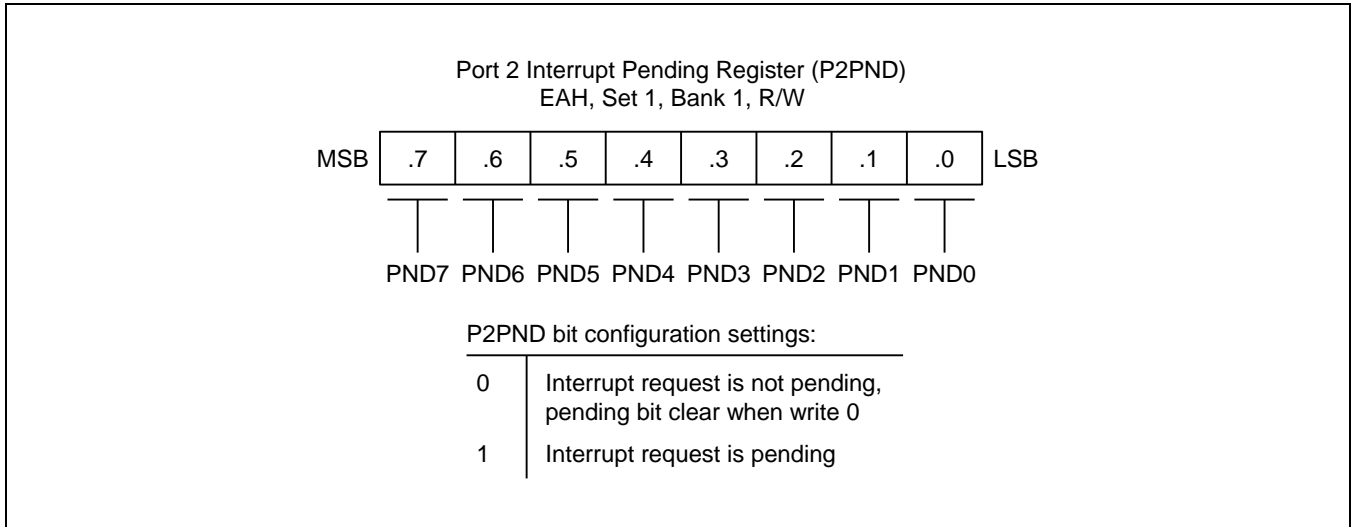 Port 2 Interrupt Pending Register (P2PND)
EAH, Set 1, Bank 1, R/W
MSB .7 .6 .5 .4 .3 .2 .1 .0 LSB
PND7 PND6 PND5 PND4 PND3 PND2 PND1 PND0
P2PND bit configuration settings:
0 Interrupt request is not pending,
pending bit clear when write 0
1 Interrupt request is pending